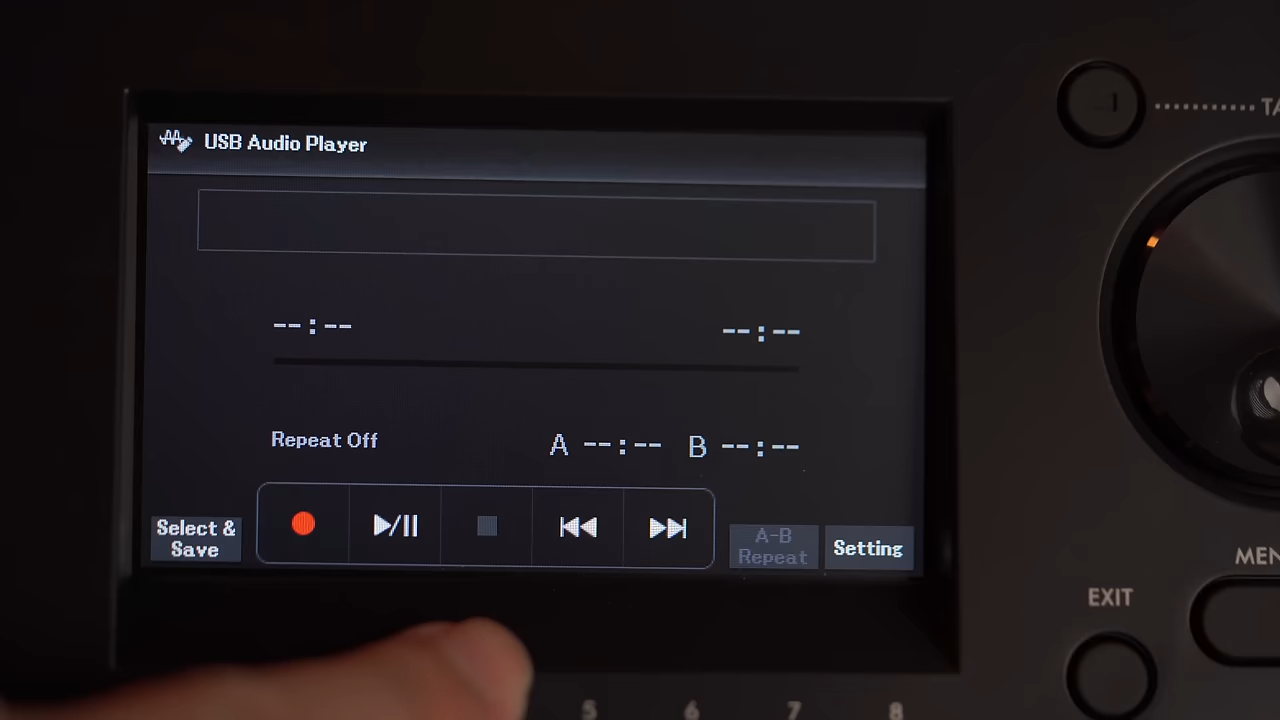 USB Audio Player
--:-- --:--
Repeat Off A --:-- B --:--
Select &
Save
A-B
Repeat
Setting
EXIT
5 6 7 8